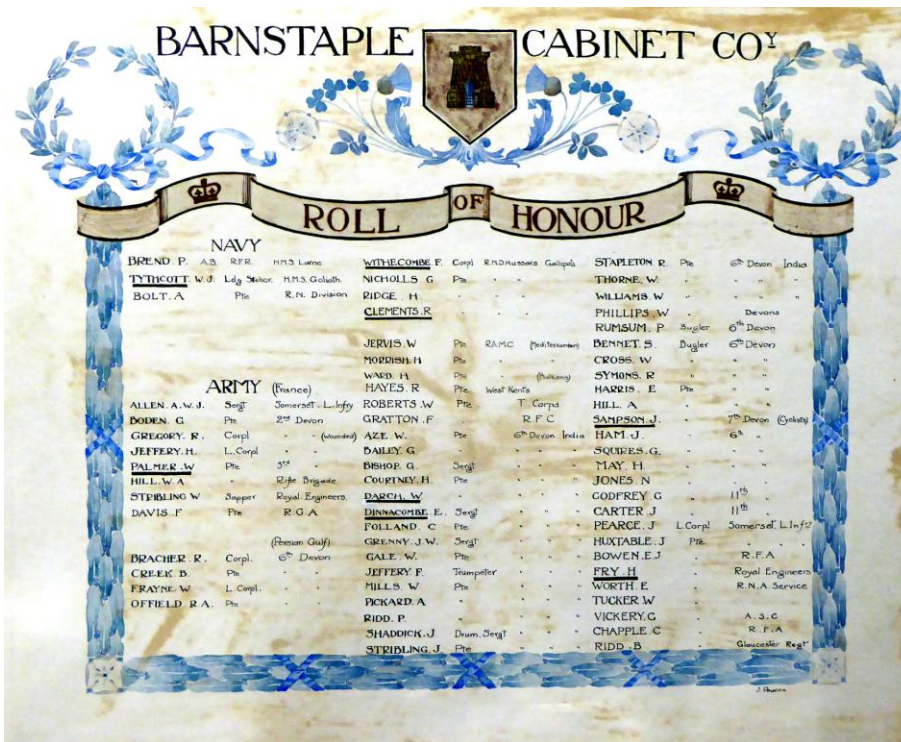 BARNSTAPLE CABINET COY
ROLL OF HONOUR
NAVY
BREND. P. A.B. R.F.R. H.M.S. Lorne
TYTHCOTT. W.J. Ldg Stoker. H.M.S. Goliath
BOLT. A Pte R.N. Division
ARMY (France)
ALLEN. A.W.J. Sergt Somerset. L. Infty
BODEN. G Pte 2nd Devon
GREGORY. R. Corpl " " (Wounded)
JEFFERY. H. L.Corpl " "
PALMER. W Pte 3rd "
HILL. W. A " Rifle Brigade
STRIBLING W Sapper Royal Engineers
DAVIS. F Pte R.G.A
(Persian Gulf)
BRACHER. R. Corpl. 6th Devon
CREEK. B. Pte " "
FRAYNE. W L. Corpl. " "
OFFIELD. R.A. Pte " "
WITHECOMBE F. Corpl R.N.D. Hussars Gallipoli
NICHOLLS G Pte " " "
RIDGE. H " " " "
CLEMENTS. R
JERVIS. W Pte RAMC (Mediterranean)
MORRISH. H Pte " "
WARD. H Pte " (Balkans)
HAYES. R Pte West Kents
ROBERTS. W Pte T. Corps
GRATTON. F R F C
AZE. W. Pte 6th Devon India
BAILEY. G " " " "
BISHOP. G. Sergt " " "
COURTNEY. H. Pte " " "
DARCH. W " " " "
DINNACOMBE. E. Sergt " " "
FOLLAND. C Pte " " "
GRENNY. J.W. Sergt " " "
GALE. W. Pte " " "
JEFFERY. F. Trumpeter " " "
MILLS. W Pte " " "
PICKARD. A " " " "
RIDD. P. " " " "
SHADDICK. J. Drum. Sergt " " "
STRIBLING. J. Pte " " "
STAPLETON R. Pte 6th Devon India
THORNE. W. " " " "
WILLIAMS. W " " " "
PHILLIPS. W " Devons
RUMSUM. P Bugler 6th Devon
BENNET. S. Bugler 6th Devon
CROSS. W " " "
SYMONS. R " " "
HARRIS. E Pte " "
HILL. A " " "
SAMPSON. J. " 7th Devon (Cyclists)
HAM. J. " 6th "
SQUIRES. G. " " "
MAY. H. " " "
JONES. N " " "
GODFREY. G " 11th "
CARTER. J " 11th "
PEARCE. J L.Corpl Somerset. L. Infty
HUXTABLE. J Pte " "
BOWEN. E J " R.F.A
FRY. H " Royal Engineers
WORTH. E " R.N.A. Service
TUCKER. W " "
VICKERY. G " A.S.C
CHAPPLE. C " R.F.A
RIDD. B " Gloucester Regt